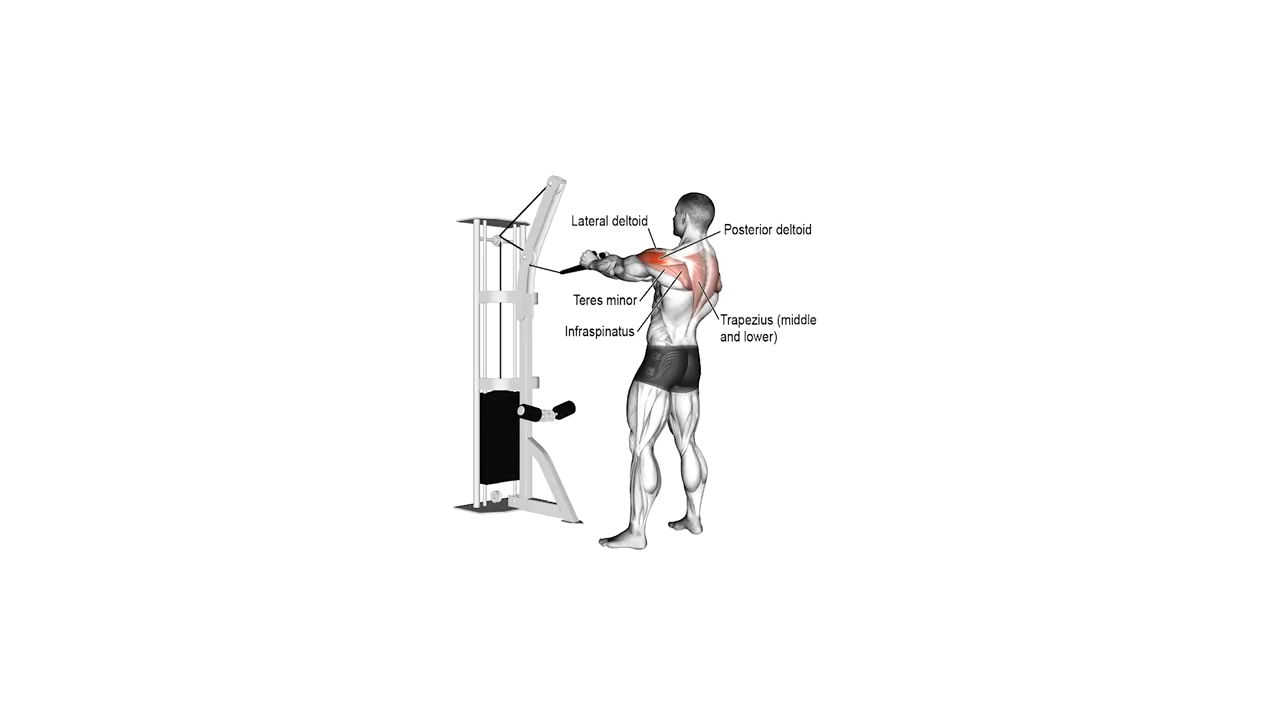 Lateral deltoid
Posterior deltoid
Teres minor
Infraspinatus
Trapezius (middle
and lower)